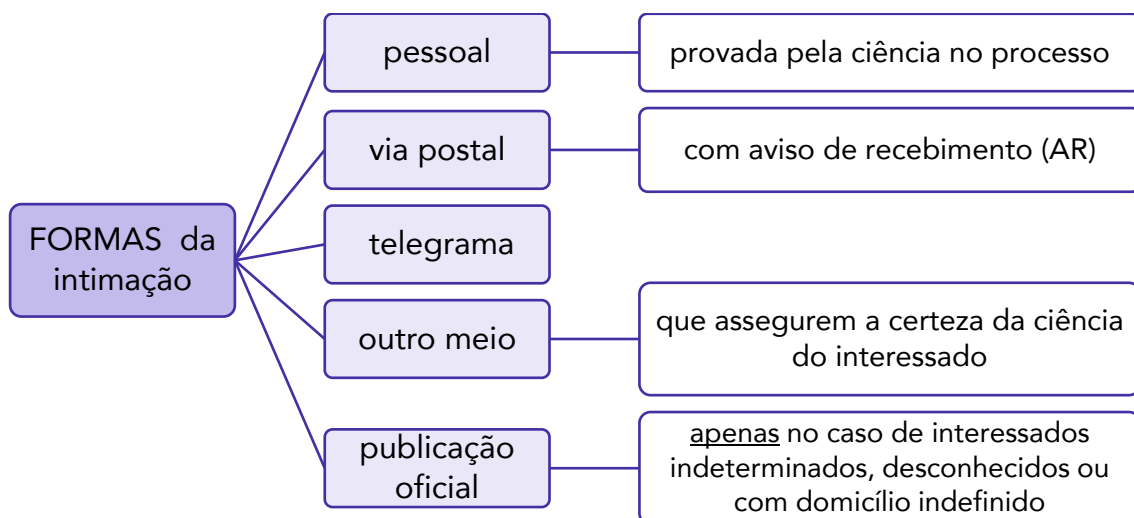 FORMAS da
intimação
pessoal
provada pela ciência no processo
via postal
com aviso de recebimento (AR)
telegrama
outro meio
que assegurem a certeza da ciência
do interessado
publicação
oficial
apenas no caso de interessados
indeterminados, desconhecidos ou
com domicílio indefinido